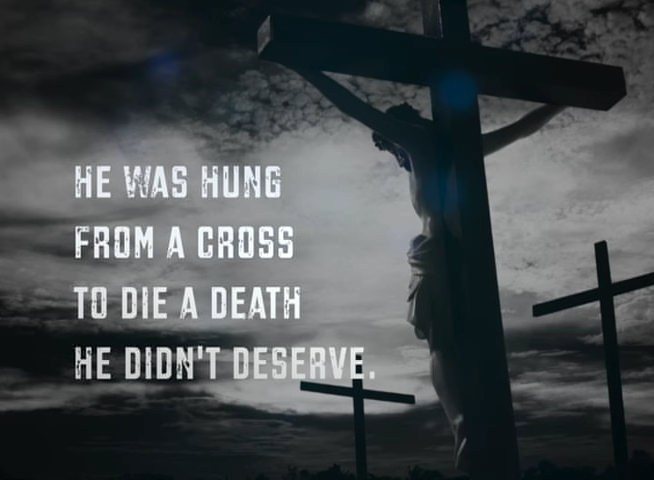 HE WAS HUNG
FROM A CROSS
TO DIE A DEATH
HE DIDN'T DESERVE.